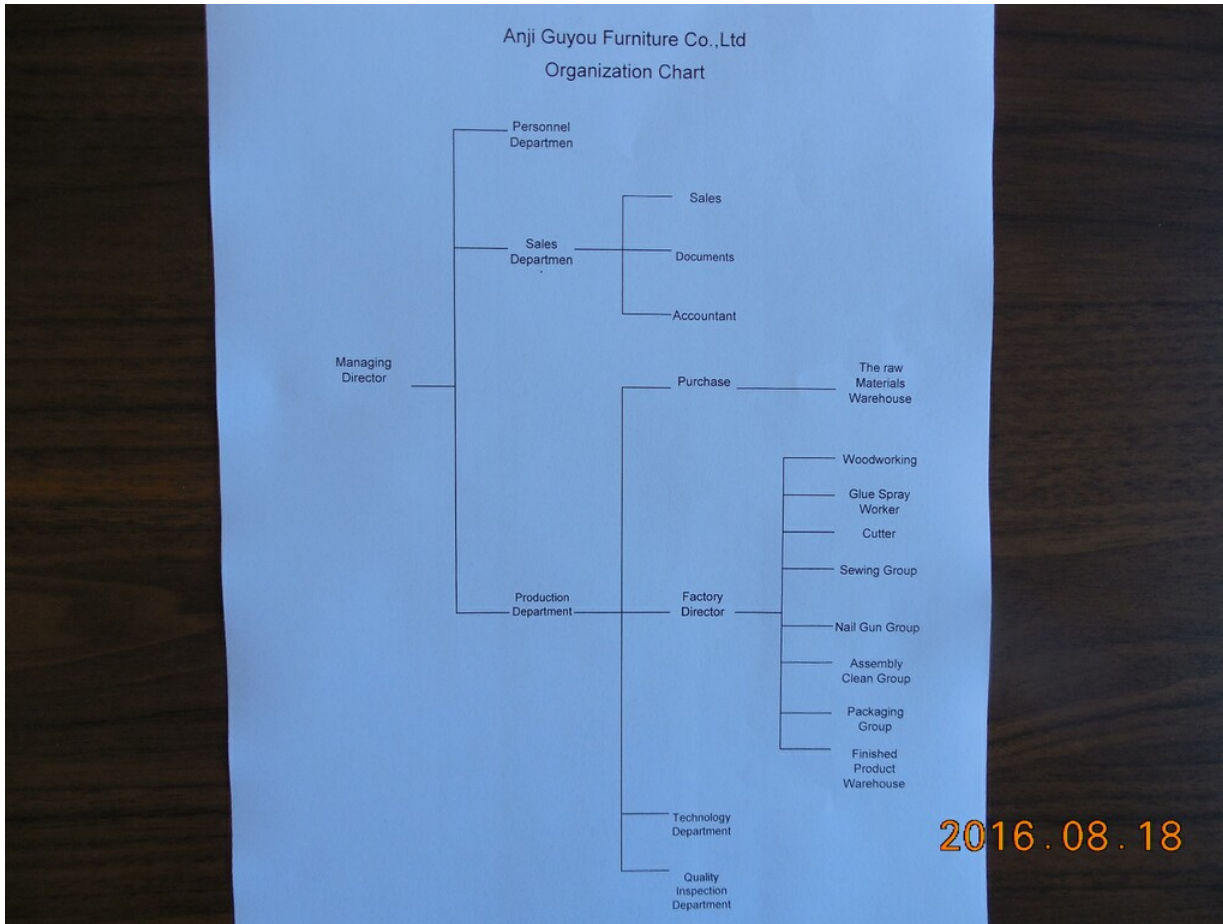 Anji Guyou Furniture Co.,Ltd
Organization Chart
Personnel
Departmen
Sales
Departmen
Sales
Documents
Accountant
Managing
Director
Purchase
The raw
Materials
Warehouse
Woodworking
Glue Spray
Worker
Cutter
Sewing Group
Production
Department
Factory
Director
Nail Gun Group
Assembly
Clean Group
Packaging
Group
Finished
Product
Warehouse
Technology
Department
Quality
Inspection
Department
2016.08.18